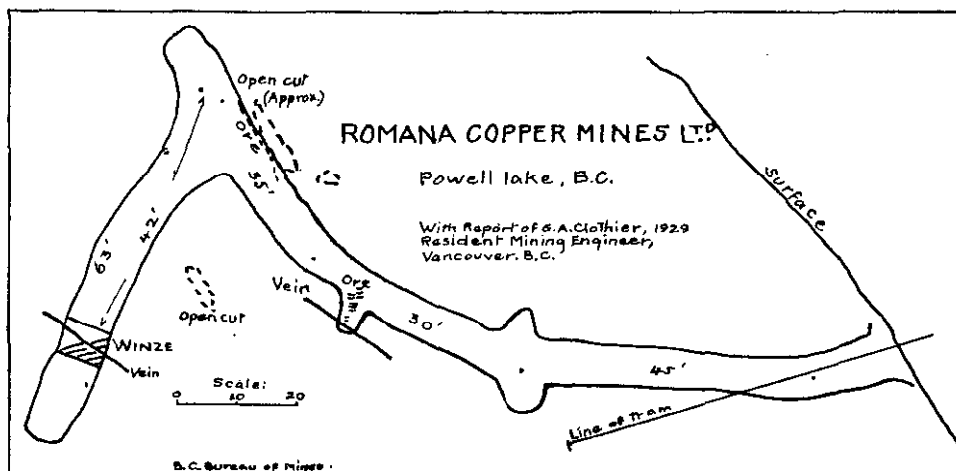 Open cut
(Approx.)
ROMANA COPPER MINES LTD.
Powell lake, B.C.
With Report of G.A.Clothier, 1929
Resident Mining Engineer,
Vancouver. B.C.
Surface
Ore
35'
63'
42'
Open cut
Vein
Ore
30'
45'
WINZE
Vein
Scale:
0 10 20
Line of Tram
B.C. Bureau of Mines.